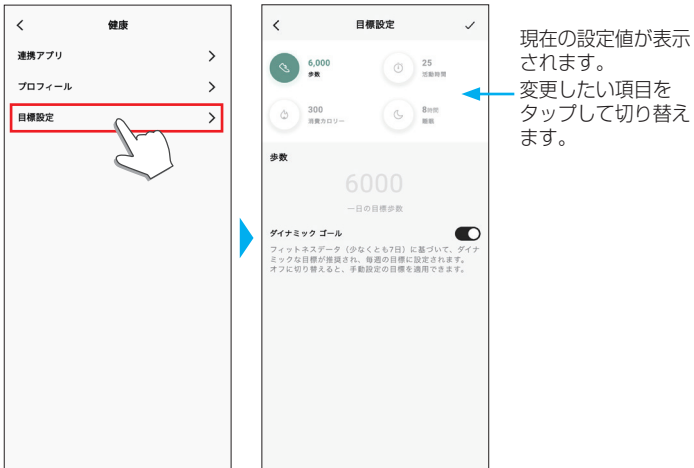 健康
連携アプリ
プロフィール
目標設定
目標設定
6,000
歩数
25
活動時間
300
消費カロリー
8時間
睡眠
歩数
6000
一日の目標歩数
ダイナミック ゴール
フィットネスデータ（少なくとも7日）に基づいて、ダイナ
ミックな目標が推奨され、毎週の目標に設定されます。
オフに切り替えると、手動設定の目標を適用できます。
現在の設定値が表示
されます。
変更したい項目を
タップして切り替え
ます。